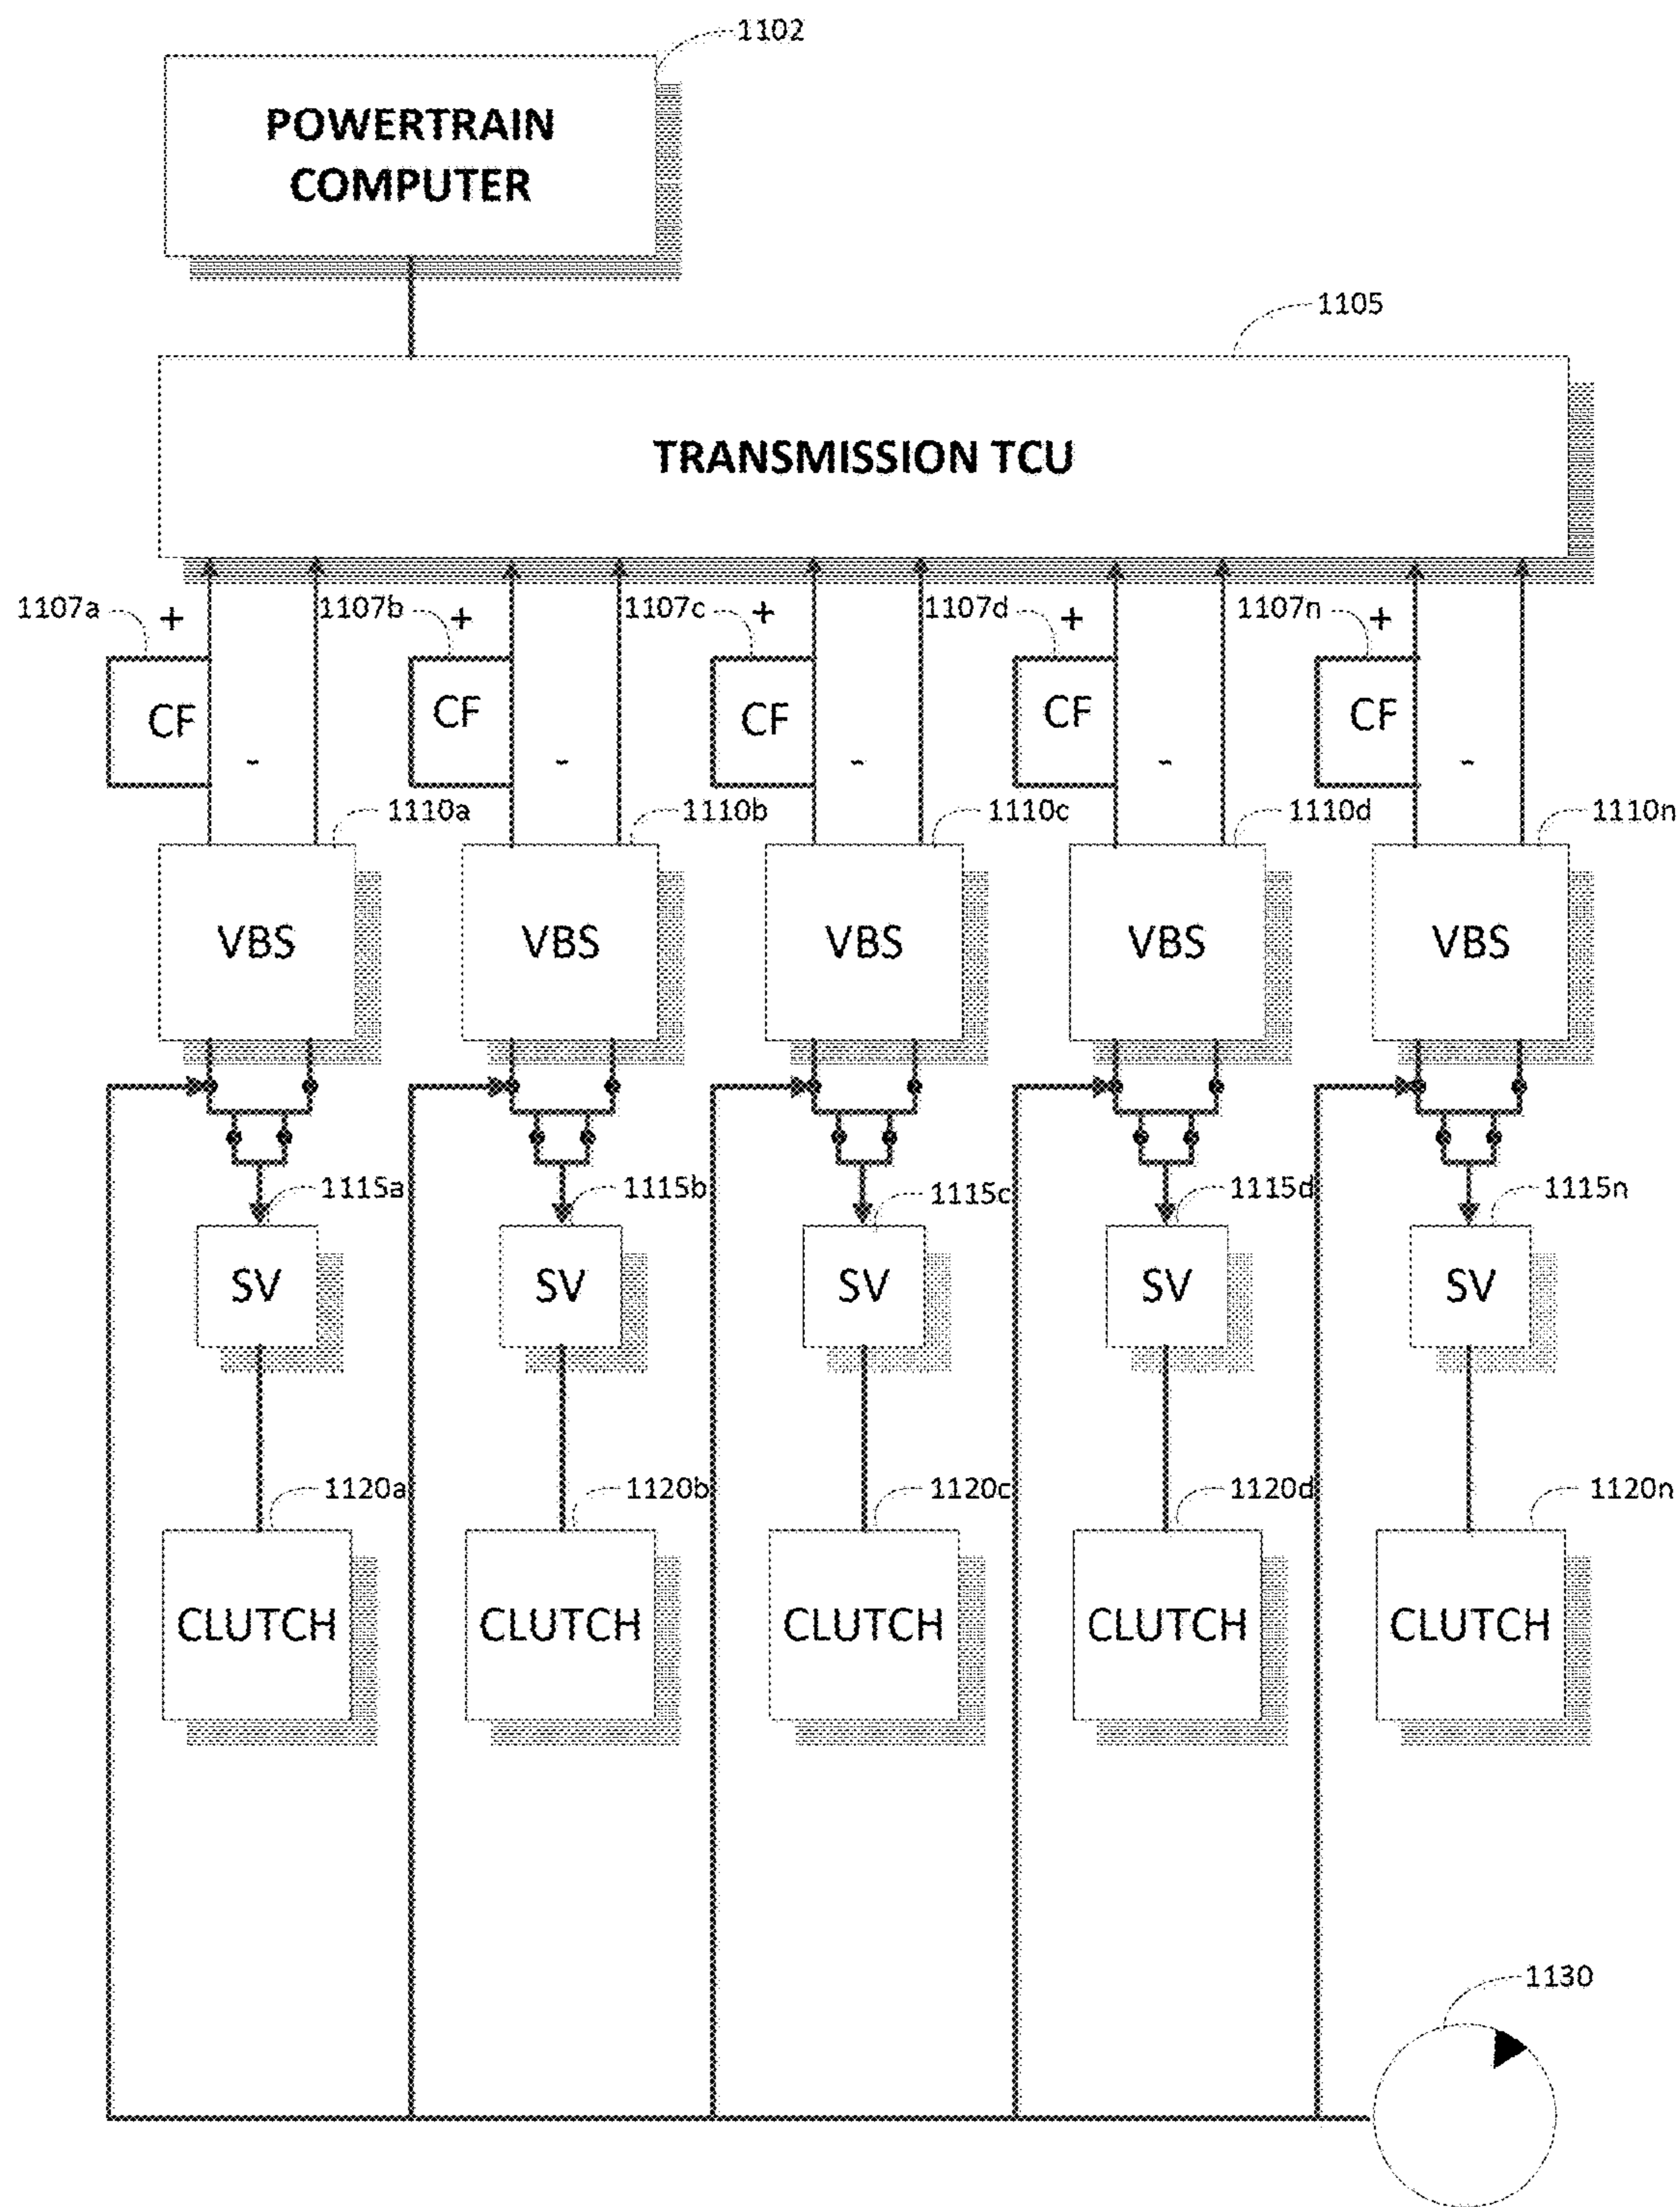 1102
POWERTRAIN
COMPUTER
1105
TRANSMISSION TCU
1107a + 1107b + 1107c + 1107d + 1107n +
CF CF CF CF CF
- - - - -
1110a 1110b 1110c 1110d 1110n
VBS VBS VBS VBS VBS
1115a 1115b 1115c 1115d 1115n
SV SV SV SV SV
1120a 1120b 1120c 1120d 1120n
CLUTCH CLUTCH CLUTCH CLUTCH CLUTCH
1130